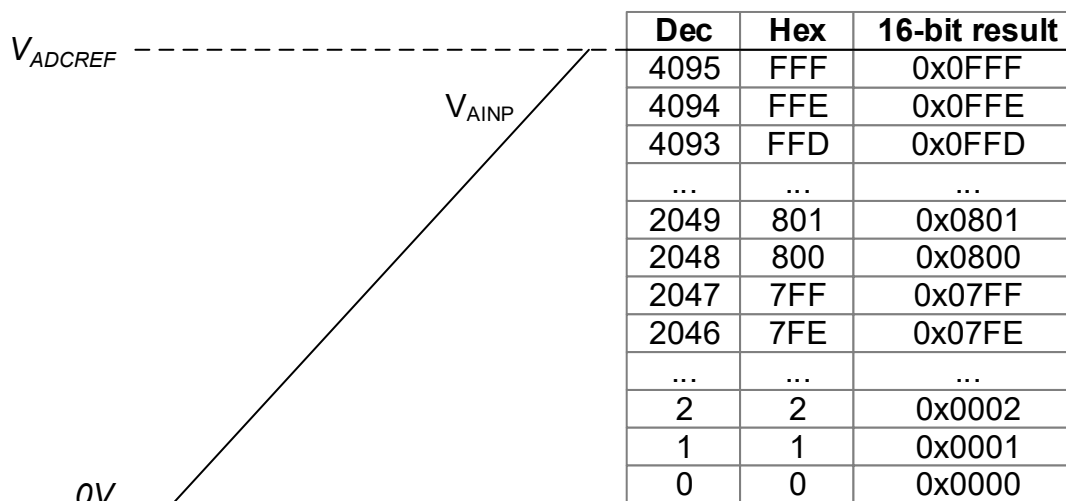 Dec Hex 16-bit result
V_ADCREF
4095 FFF 0x0FFF
V_AINP
4094 FFE 0x0FFE
4093 FFD 0x0FFD
... ... ...
2049 801 0x0801
2048 800 0x0800
2047 7FF 0x07FF
2046 7FE 0x07FE
... ... ...
2 2 0x0002
1 1 0x0001
0V
0 0 0x0000